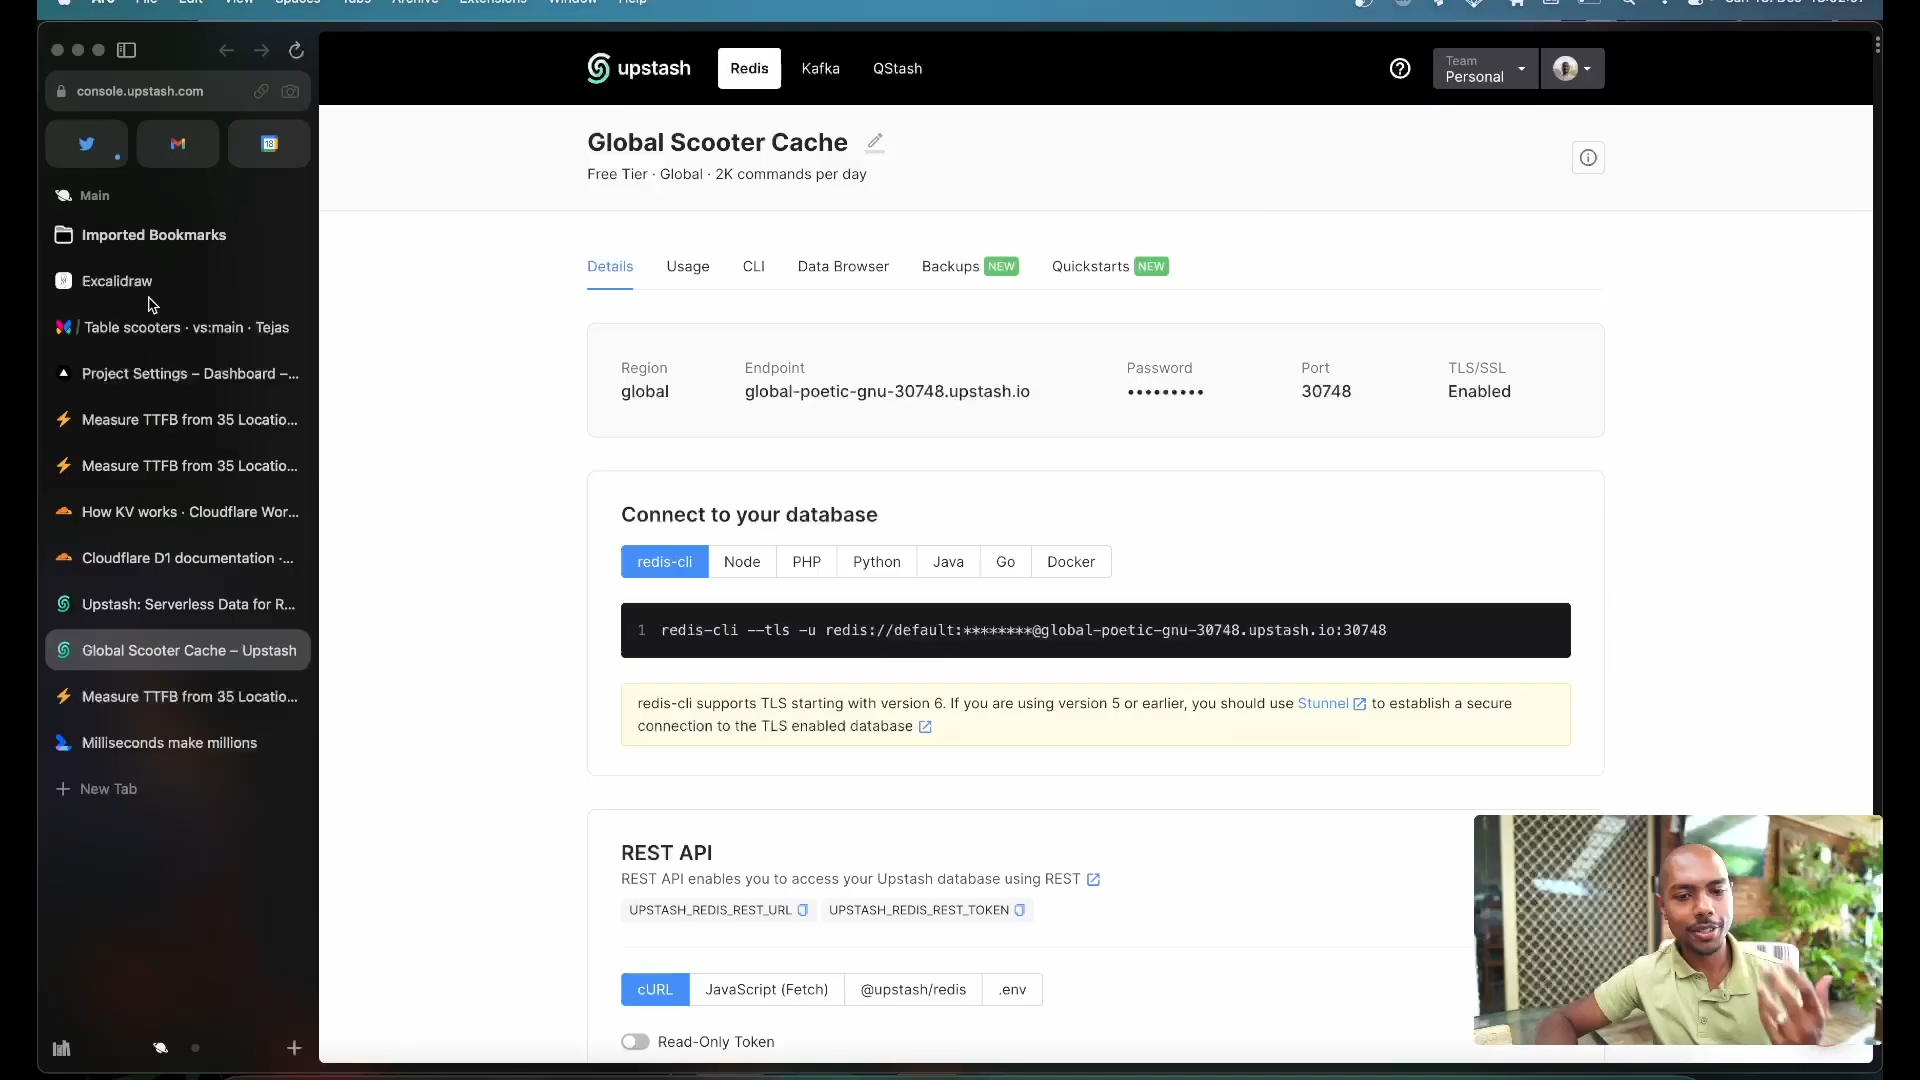 console.upstash.com
18
Main
Imported Bookmarks
Excalidraw
/ Table scooters · vs:main · Tejas
Project Settings – Dashboard –...
Measure TTFB from 35 Locatio...
Measure TTFB from 35 Locatio...
How KV works · Cloudflare Wor...
Cloudflare D1 documentation ·...
Upstash: Serverless Data for R...
Global Scooter Cache – Upstash
Measure TTFB from 35 Locatio...
Milliseconds make millions
New Tab
upstash
Redis
Kafka
QStash
Team
Personal
Global Scooter Cache
Free Tier · Global · 2K commands per day
Details
Usage
CLI
Data Browser
Backups NEW
Quickstarts NEW
Region
global
Endpoint
global-poetic-gnu-30748.upstash.io
Password
•••••••••
Port
30748
TLS/SSL
Enabled
Connect to your database
redis-cli
Node
PHP
Python
Java
Go
Docker
1 redis-cli --tls -u redis://default:********@global-poetic-gnu-30748.upstash.io:30748
redis-cli supports TLS starting with version 6. If you are using version 5 or earlier, you should use Stunnel to establish a secure
connection to the TLS enabled database
REST API
REST API enables you to access your Upstash database using REST
UPSTASH_REDIS_REST_URL
UPSTASH_REDIS_REST_TOKEN
cURL
JavaScript (Fetch)
@upstash/redis
.env
Read-Only Token